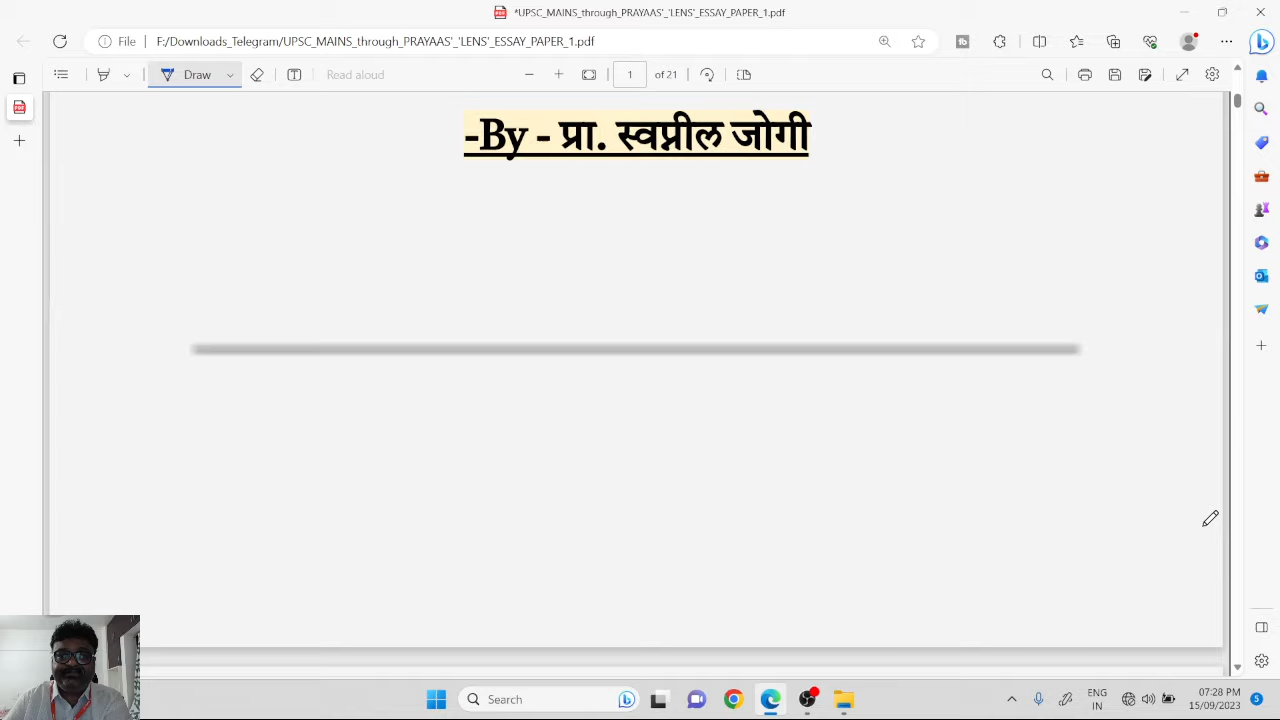 *UPSC_MAINS_through_PRAYAAS'_'LENS'_ESSAY_PAPER_1.pdf
File F:/Downloads_Telegram/UPSC_MAINS_through_PRAYAAS'_'LENS'_ESSAY_PAPER_1.pdf
Draw Read aloud 1 of 21
-By - प्रा. स्वप्नील जोगी
Search
ENG
IN
07:28 PM
15/09/2023
5